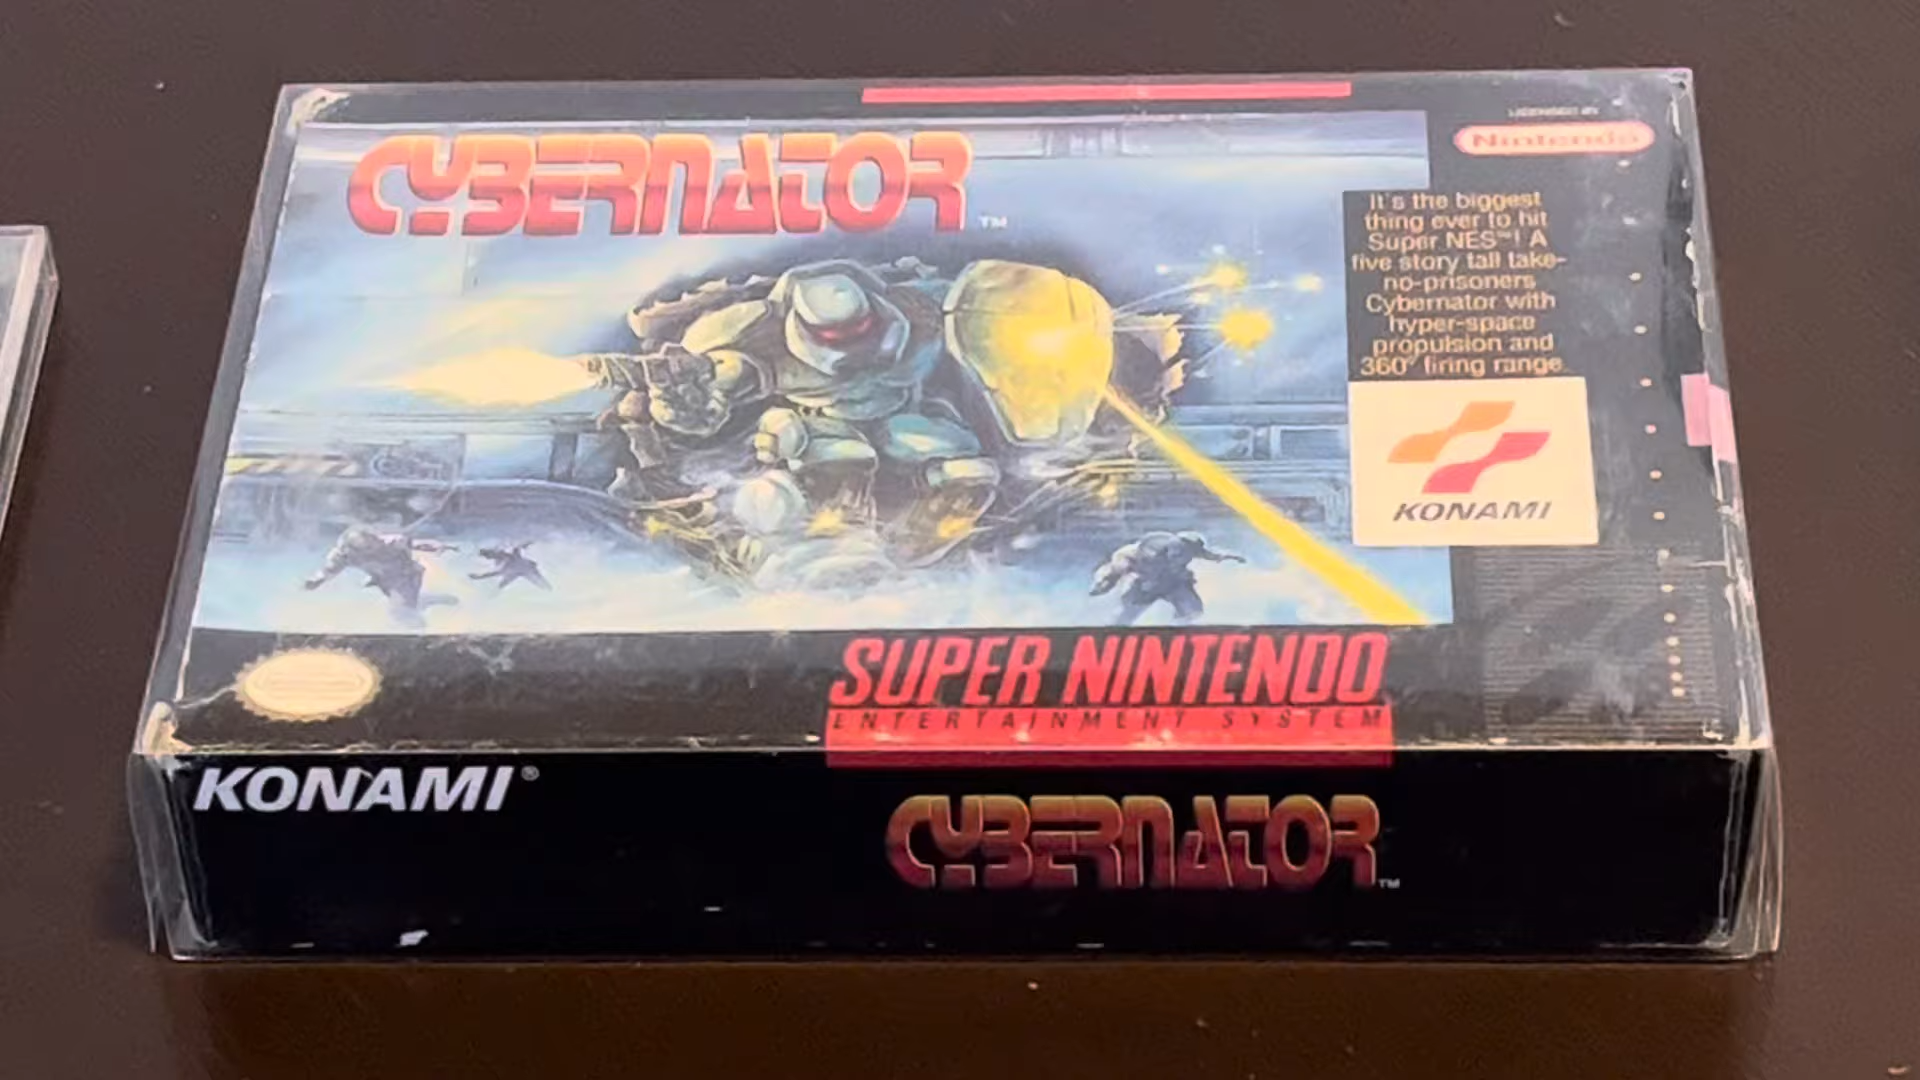 CYBERNATOR ™
LICENSED BY
Nintendo
It's the biggest
thing ever to hit
Super NES™! A
five story tall take-
no-prisoners
Cybernator with
hyper-space
propulsion and
360° firing range.
KONAMI
SUPER NINTENDO
ENTERTAINMENT SYSTEM
KONAMI®
CYBERNATOR ™